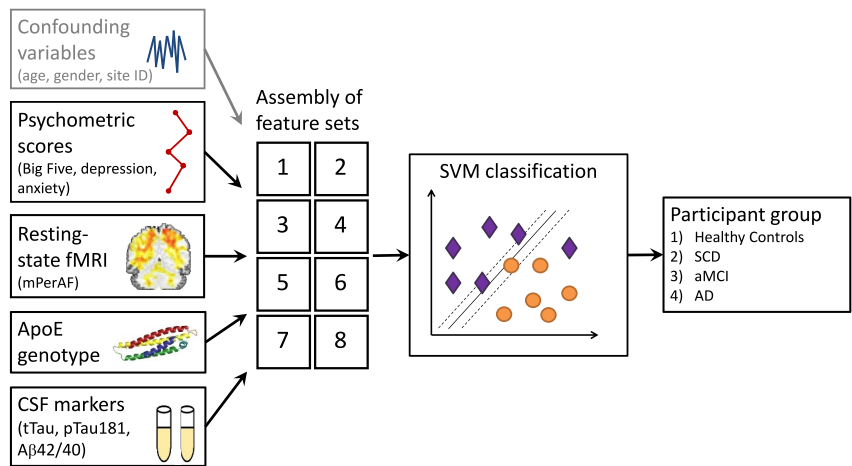 Confounding
variables
(age, gender, site ID)
Psychometric
scores
(Big Five, depression,
anxiety)
Resting-
state fMRI
(mPerAF)
ApoE
genotype
CSF markers
(tTau, pTau181,
Aβ42/40)
Assembly of
feature sets
1 2
3 4
5 6
7 8
SVM classification
Participant group
1) Healthy Controls
2) SCD
3) aMCI
4) AD